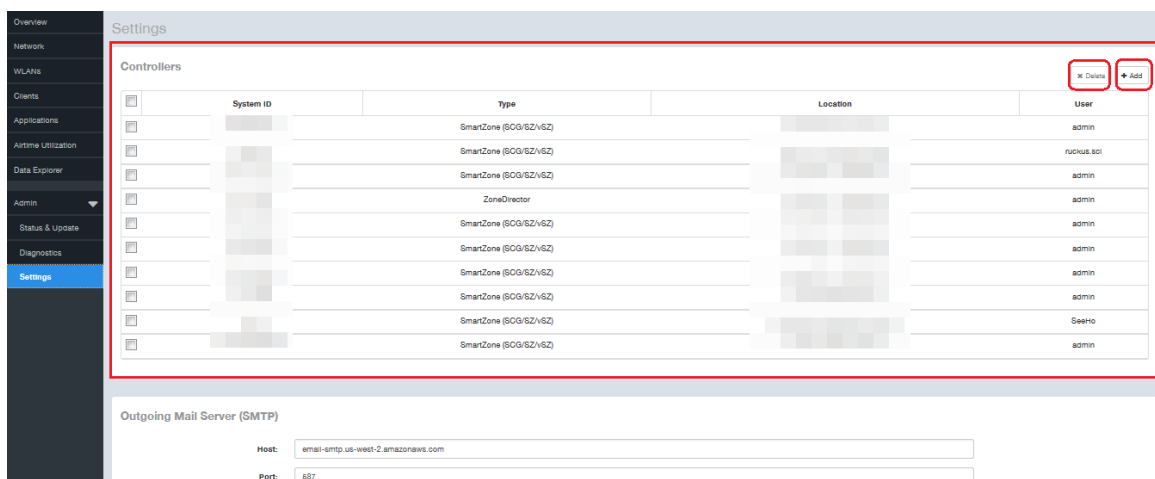 Overview
Settings
Network
WLANs
Clients
Applications
Airtime Utilization
Data Explorer
Admin
Status & Update
Diagnostics
Settings
Controllers
✖ Delete + Add
System ID Type Location User
SmartZone (SCG/SZ/vSZ) admin
SmartZone (SCG/SZ/vSZ) ruckus.sci
SmartZone (SCG/SZ/vSZ) admin
ZoneDirector admin
SmartZone (SCG/SZ/vSZ) admin
SmartZone (SCG/SZ/vSZ) admin
SmartZone (SCG/SZ/vSZ) admin
SmartZone (SCG/SZ/vSZ) admin
SmartZone (SCG/SZ/vSZ) SeeHo
SmartZone (SCG/SZ/vSZ) admin
Outgoing Mail Server (SMTP)
Host: email-smtp.us-west-2.amazonaws.com
Port: 587